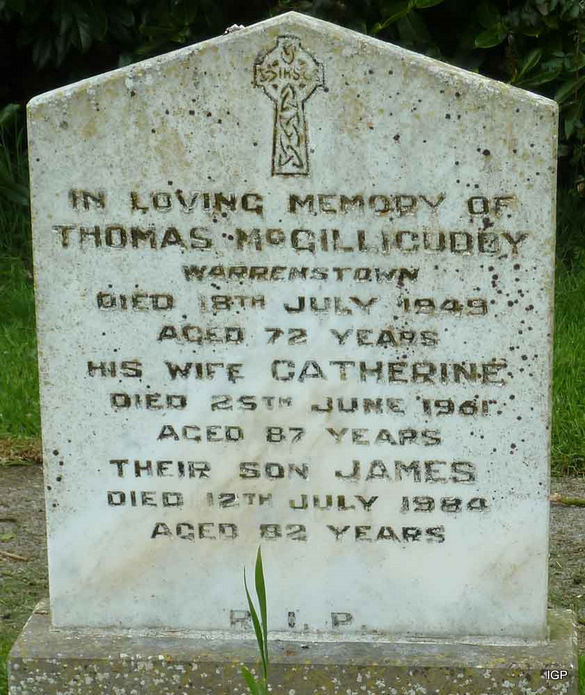 IHS
IN LOVING MEMORY OF
THOMAS McGILLICUDDY
WARRENSTOWN
DIED 18TH JULY 1949
AGED 72 YEARS
HIS WIFE CATHERINE
DIED 25TH JUNE 1961
AGED 87 YEARS
THEIR SON JAMES
DIED 12TH JULY 1984
AGED 82 YEARS
R. I. P.
IGP